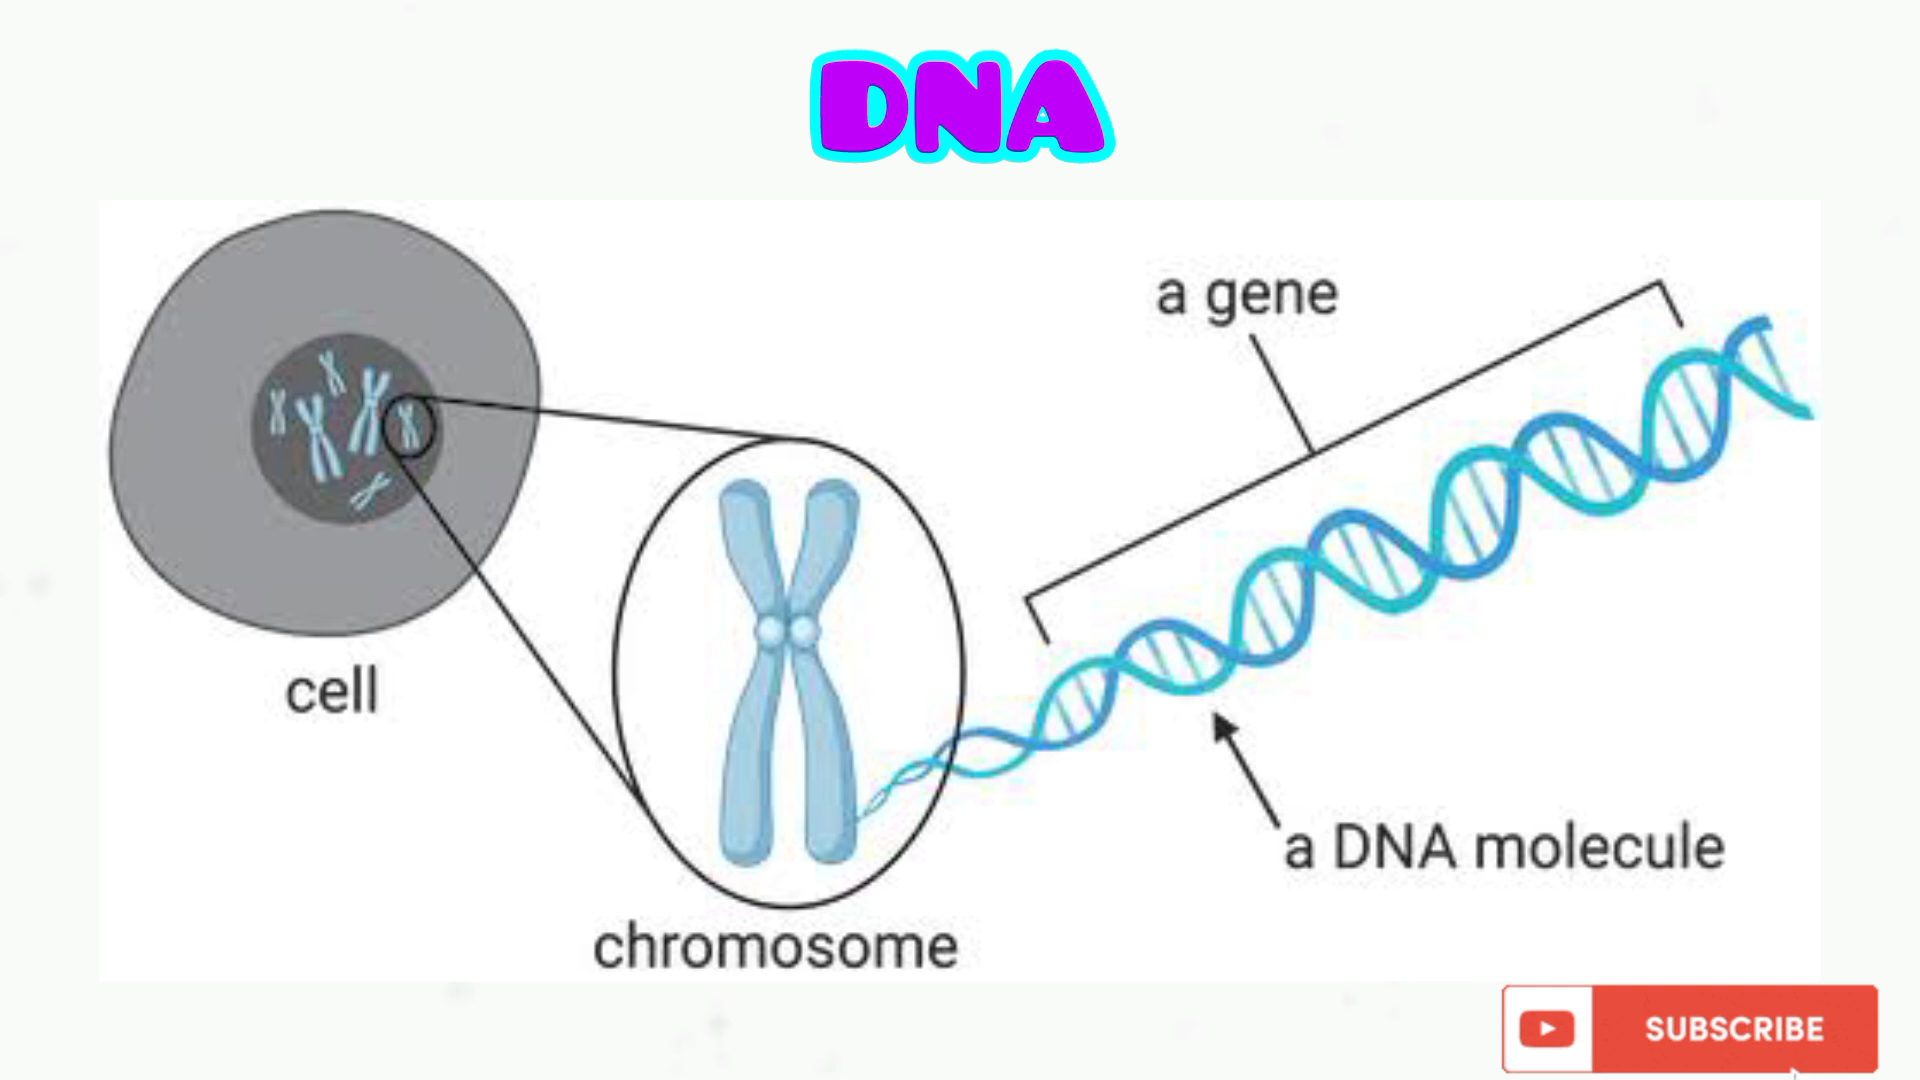 DNA
a gene
cell
a DNA molecule
chromosome
SUBSCRIBE